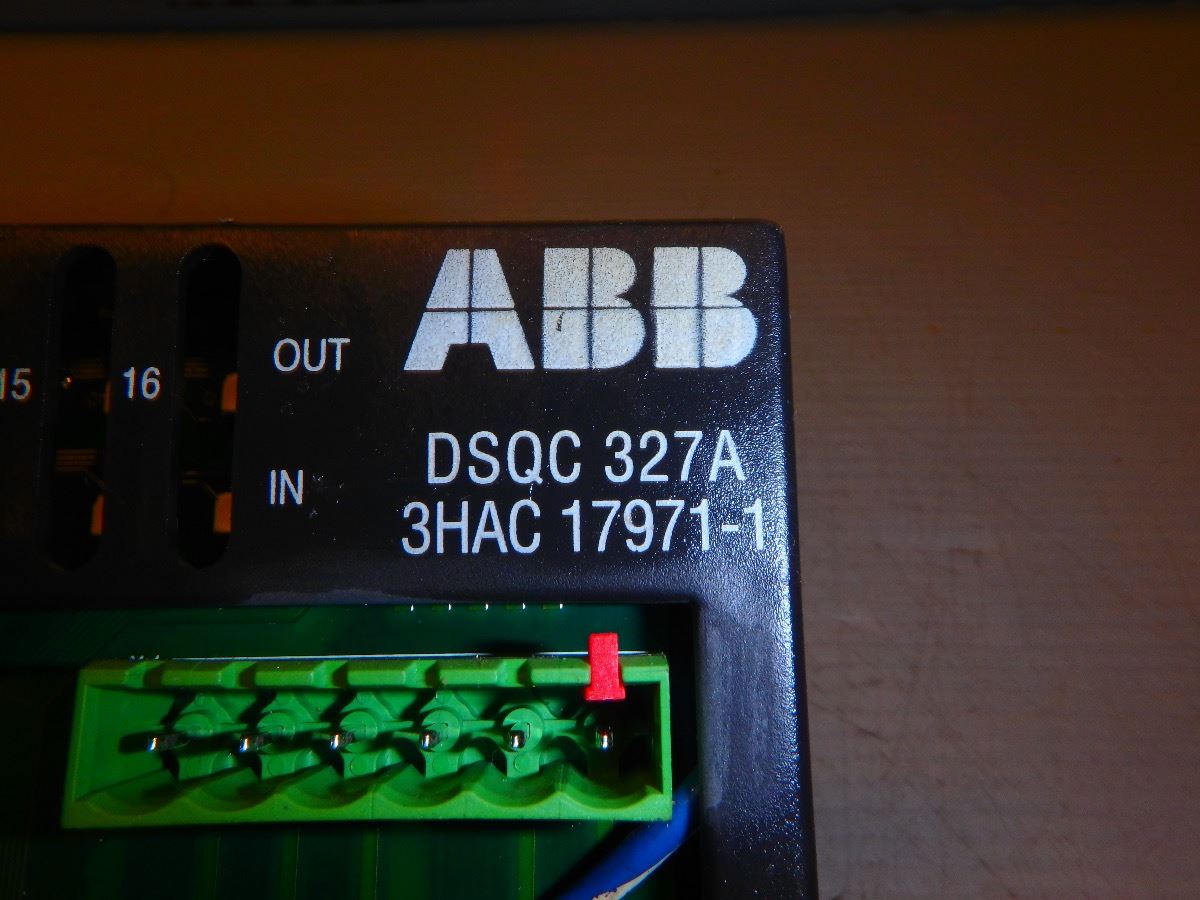 ABB
OUT
15 16
IN
DSQC 327A
3HAC 17971-1